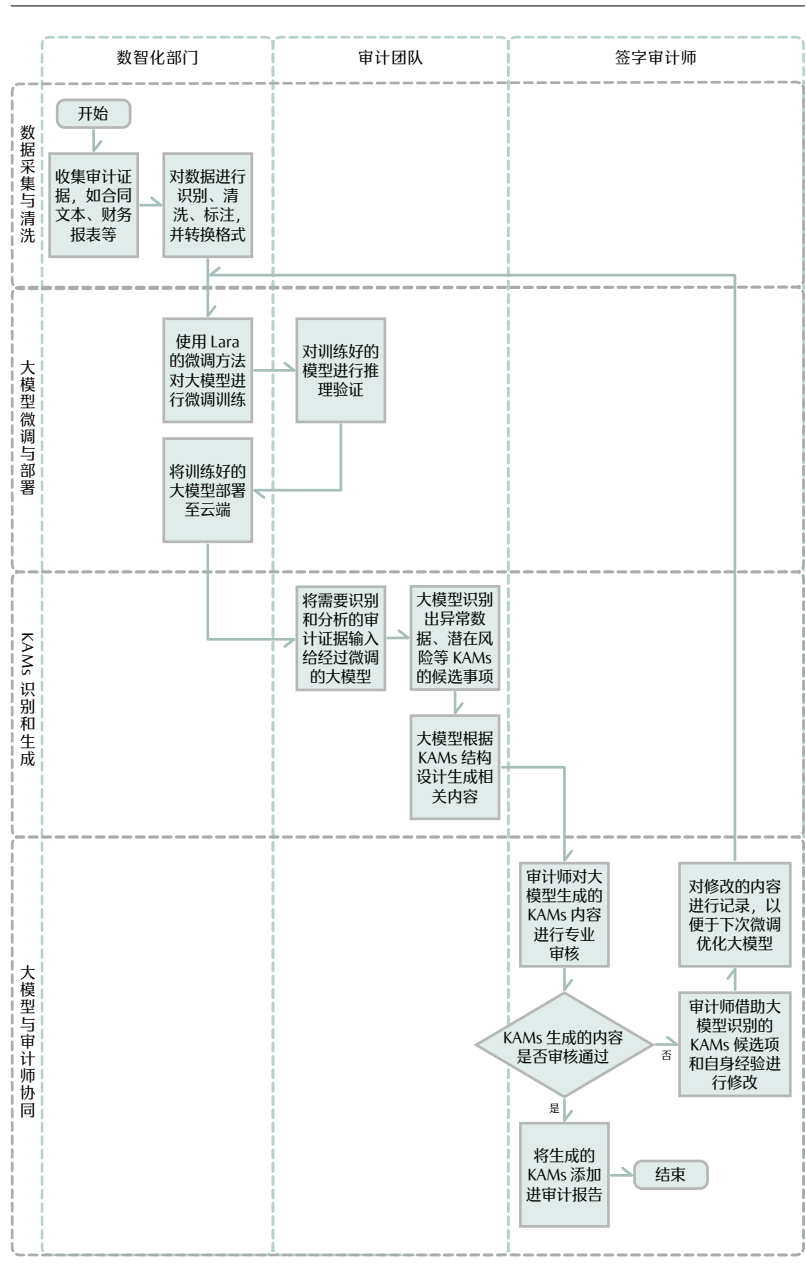 数智化部门
审计团队
签字审计师
数据采集与清洗
开始
收集审计证
据，如合同
文本、财务
报表等
对数据进行
识别、清
洗、标注，
并转换格式
大模型微调与部署
使用 Lara
的微调方法
对大模型进
行微调训练
对训练好的
模型进行推
理验证
将训练好的
大模型部署
至云端
KAMs 识别和生成
将需要识别
和分析的审
计证据输入
给经过微调
的大模型
大模型识别
出异常数
据、潜在风
险等 KAMs
的候选事项
大模型根据
KAMs 结构
设计生成相
关内容
大模型与审计师协同
审计师对大
模型生成的
KAMs 内容
进行专业
审核
对修改的内容
进行记录，以
便于下次微调
优化大模型
KAMs 生成的内容
是否审核通过
否
审计师借助大
模型识别的
KAMs 候选项
和自身经验进
行修改
是
将生成的
KAMs 添加
进审计报告
结束